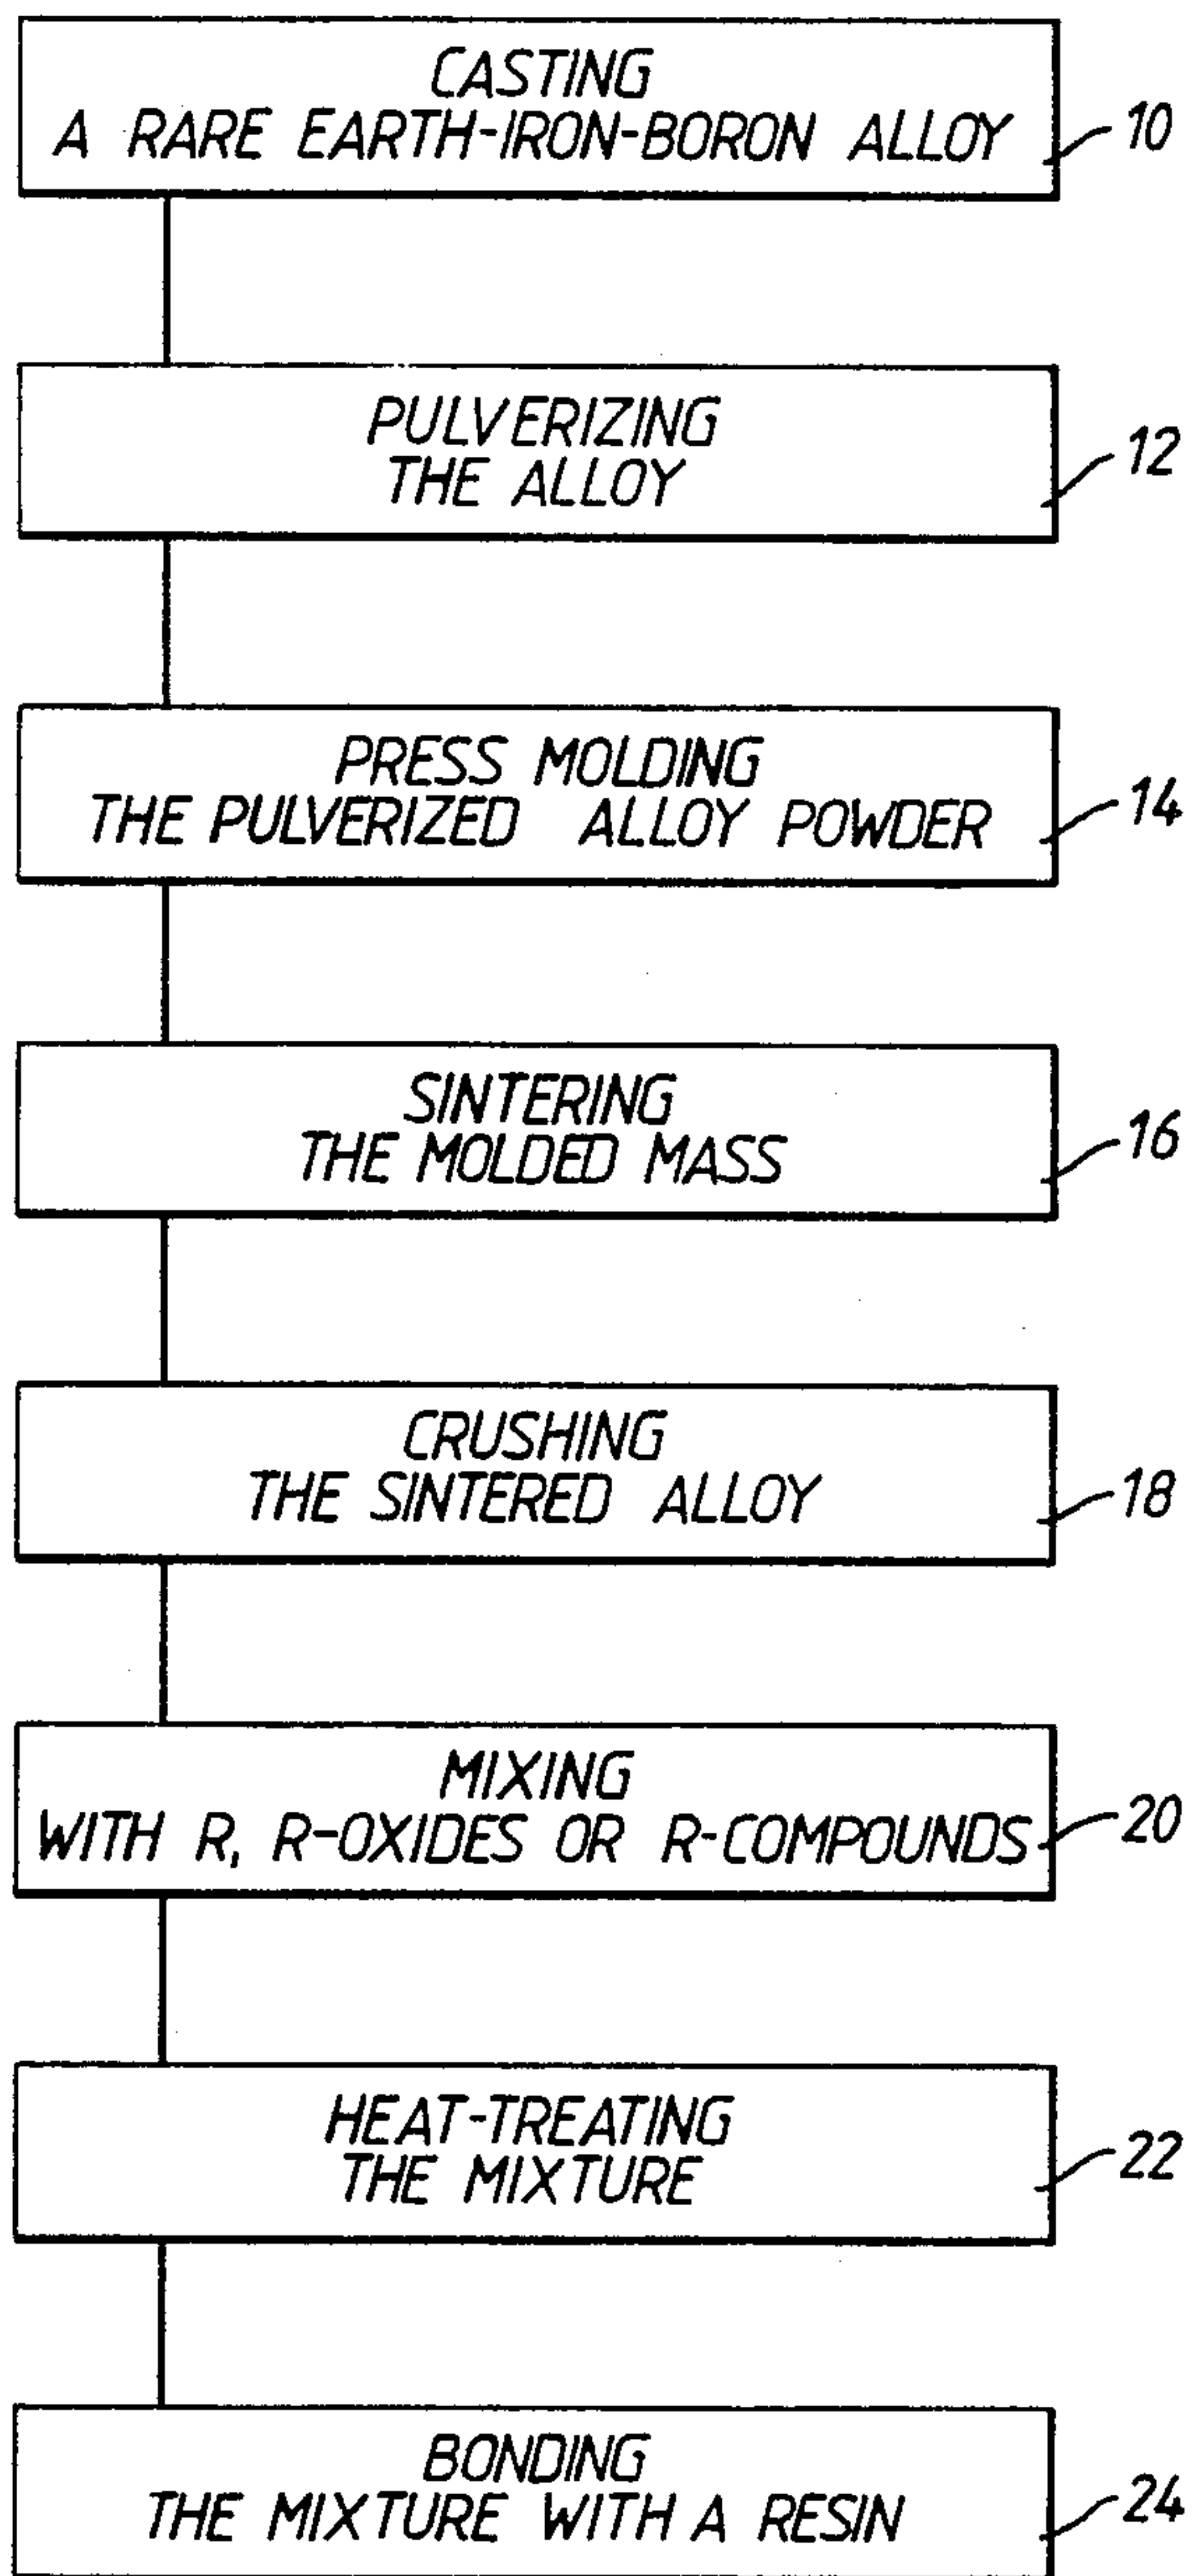 CASTING
A RARE EARTH-IRON-BORON ALLOY
10
PULVERIZING
THE ALLOY
12
PRESS MOLDING
THE PULVERIZED ALLOY POWDER
14
SINTERING
THE MOLDED MASS
16
CRUSHING
THE SINTERED ALLOY
18
MIXING
WITH R, R-OXIDES OR R-COMPOUNDS
20
HEAT-TREATING
THE MIXTURE
22
BONDING
THE MIXTURE WITH A RESIN
24